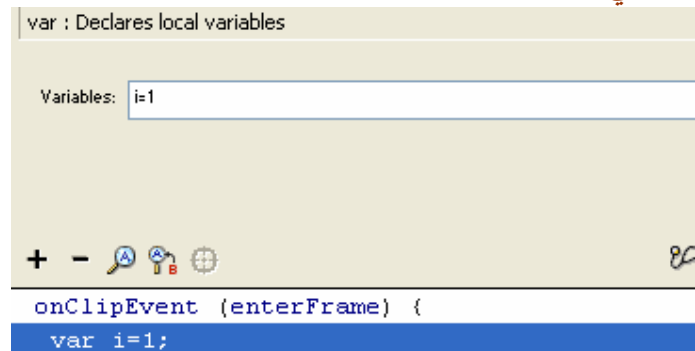 var : Declares local variables
Variables: i=1
onClipEvent (enterFrame) {
var i=1;